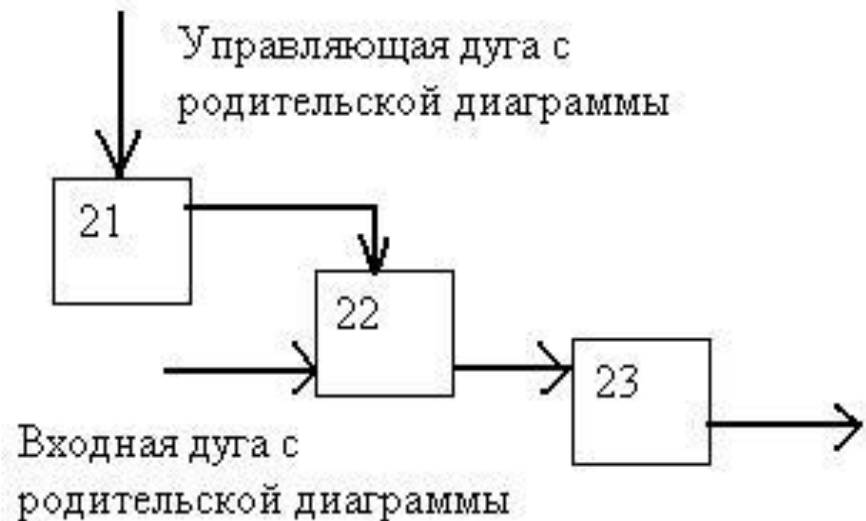 Управляющая дуга с
родительской диаграммы
21
22
23
Входная дуга с
родительской диаграммы